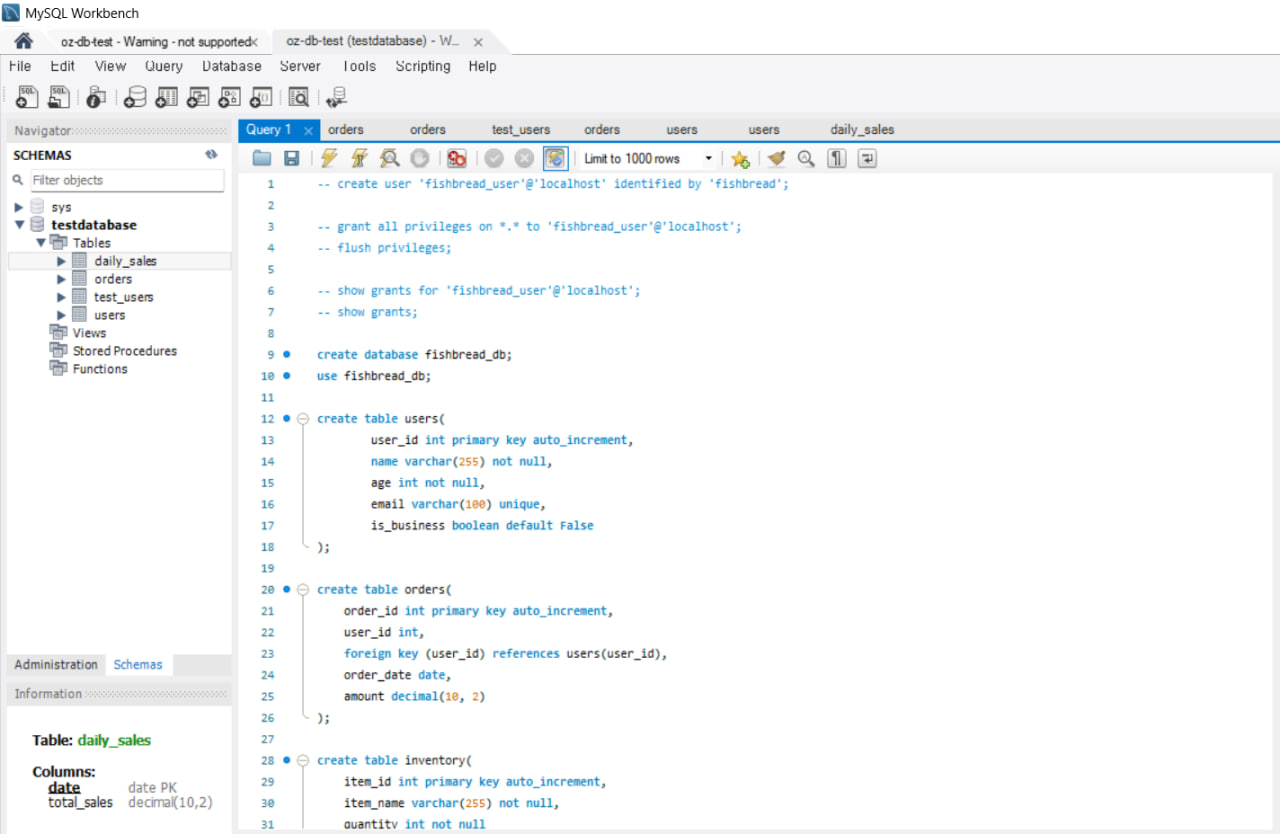 MySQL Workbench
oz-db-test - Warning - not supported
oz-db-test (testdatabase) - W...
File Edit View Query Database Server Tools Scripting Help
Navigator
SCHEMAS
Filter objects
sys
testdatabase
Tables
daily_sales
orders
test_users
users
Views
Stored Procedures
Functions
Administration Schemas
Information
Table: daily_sales
Columns:
date date PK
total_sales decimal(10,2)
Query 1 orders orders test_users orders users users daily_sales
Limit to 1000 rows
1 -- create user 'fishbread_user'@'localhost' identified by 'fishbread';
2
3 -- grant all privileges on *.* to 'fishbread_user'@'localhost';
4 -- flush privileges;
5
6 -- show grants for 'fishbread_user'@'localhost';
7 -- show grants;
8
9 create database fishbread_db;
10 use fishbread_db;
11
12 create table users(
13 user_id int primary key auto_increment,
14 name varchar(255) not null,
15 age int not null,
16 email varchar(100) unique,
17 is_business boolean default False
18 );
19
20 create table orders(
21 order_id int primary key auto_increment,
22 user_id int,
23 foreign key (user_id) references users(user_id),
24 order_date date,
25 amount decimal(10, 2)
26 );
27
28 create table inventory(
29 item_id int primary key auto_increment,
30 item_name varchar(255) not null,
31 quantity int not null